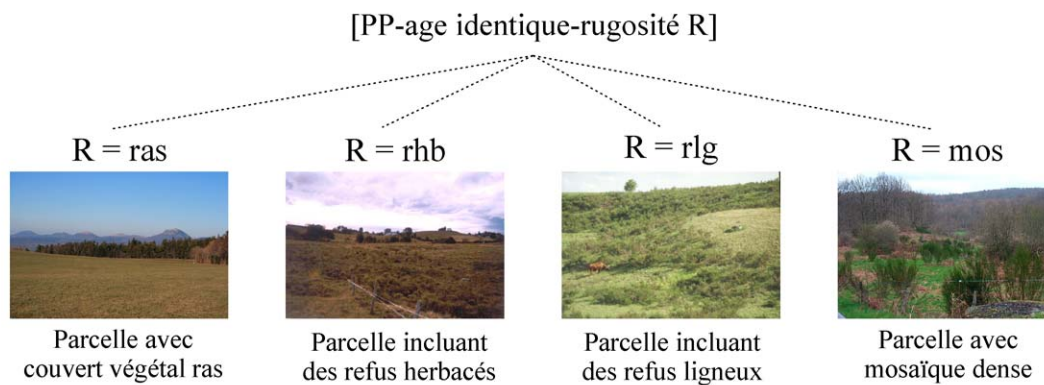 [PP-age identique-rugosité R]
R = ras
R = rhb
R = rlg
R = mos
Parcelle avec
couvert végétal ras
Parcelle incluant
des refus herbacés
Parcelle incluant
des refus ligneux
Parcelle avec
mosaïque dense